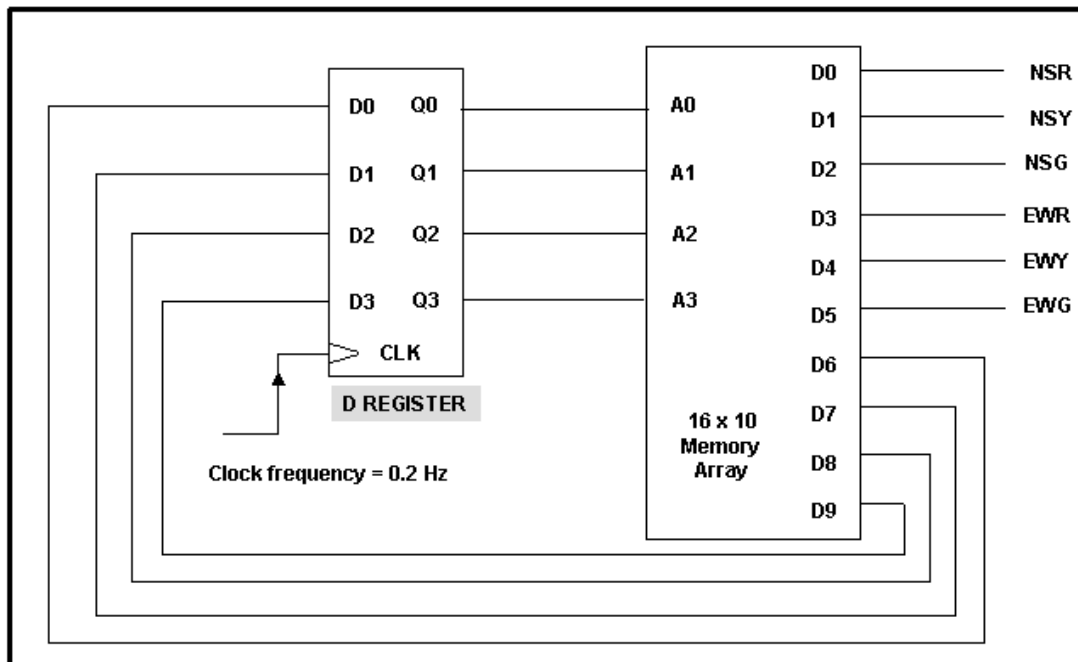 D0 Q0
D1 Q1
D2 Q2
D3 Q3
CLK
D REGISTER
Clock frequency = 0.2 Hz
A0
A1
A2
A3
16 x 10
Memory
Array
D0
D1
D2
D3
D4
D5
D6
D7
D8
D9
NSR
NSY
NSG
EWR
EWY
EWG